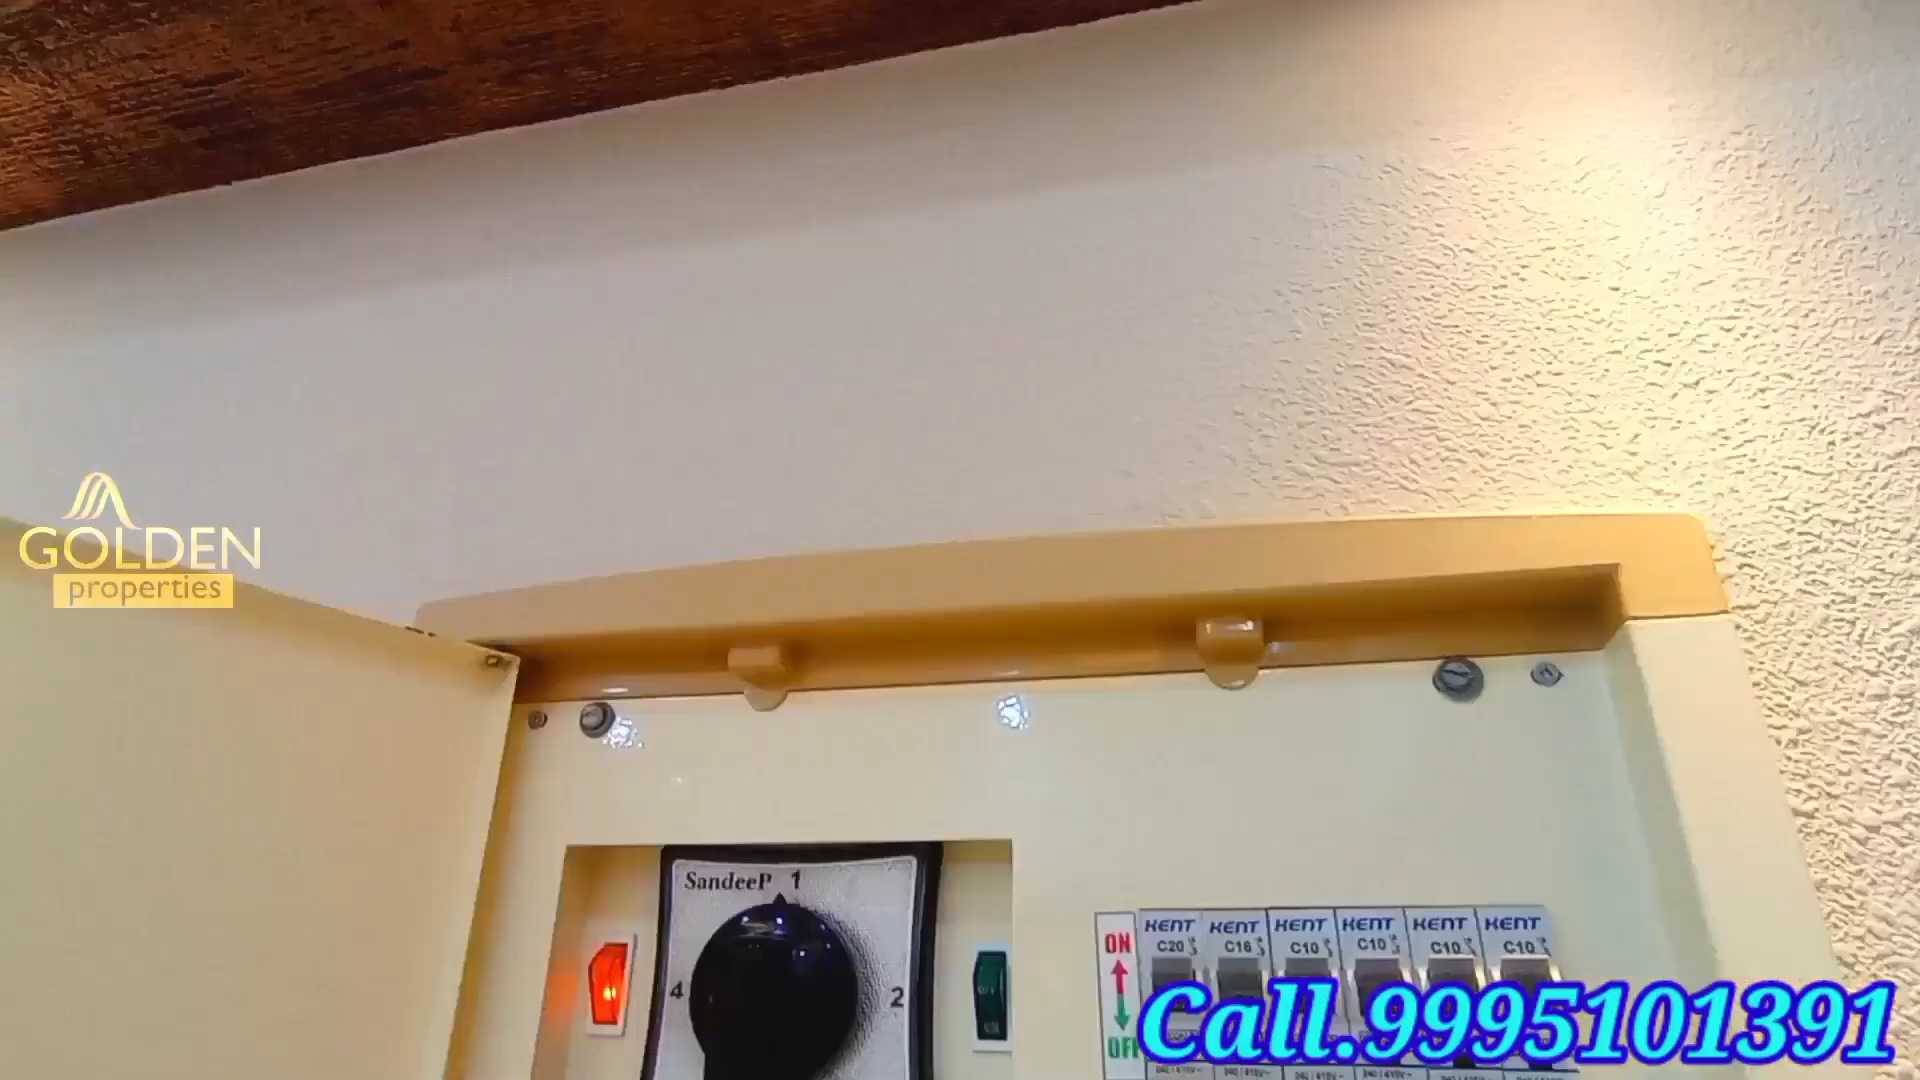 GOLDEN
properties
SandeeP 1
4
2
ON
OFF
KENT KENT KENT KENT KENT KENT
C20 C16 C10 C10 C10 C10
Call.9995101391